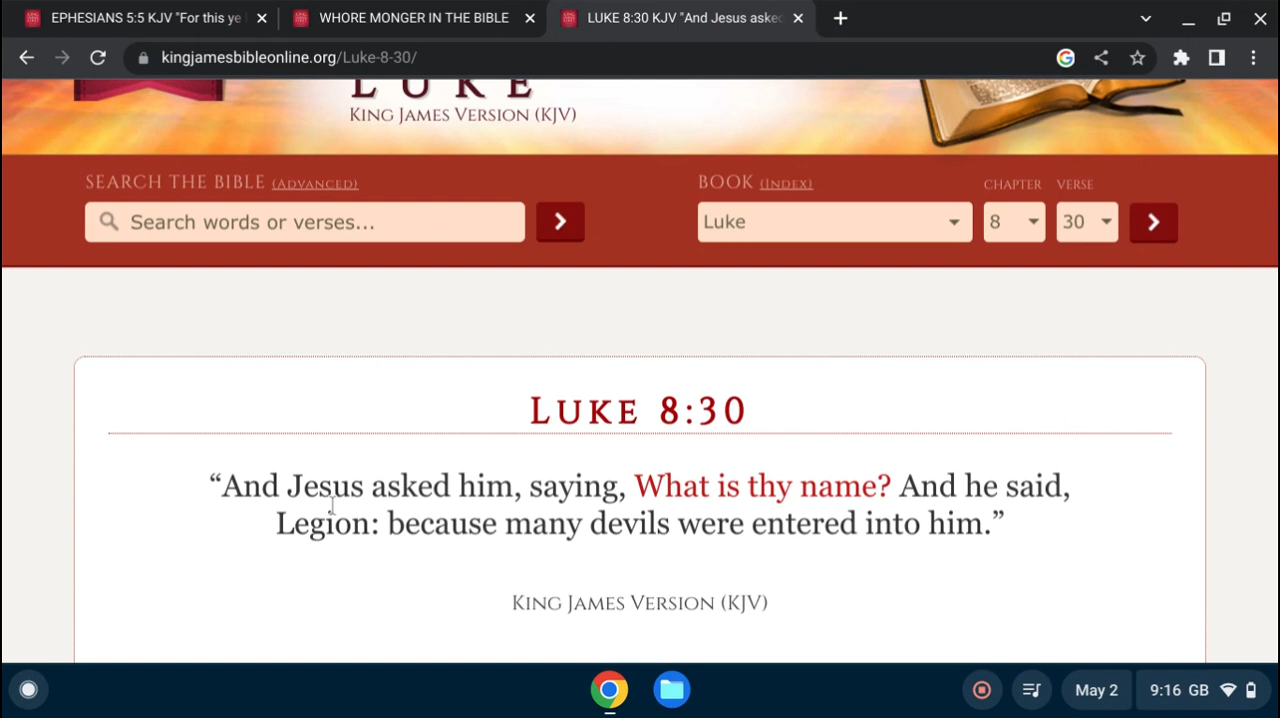 EPHESIANS 5:5 KJV "For this ye
WHORE MONGER IN THE BIBLE
LUKE 8:30 KJV "And Jesus asked
kingjamesbibleonline.org/Luke-8-30/
LUKE
KING JAMES VERSION (KJV)
SEARCH THE BIBLE (ADVANCED)
BOOK (INDEX) CHAPTER VERSE
Search words or verses...
Luke 8 30
LUKE 8:30
“And Jesus asked him, saying, What is thy name? And he said,
Legion: because many devils were entered into him.”
KING JAMES VERSION (KJV)
May 2 9:16 GB